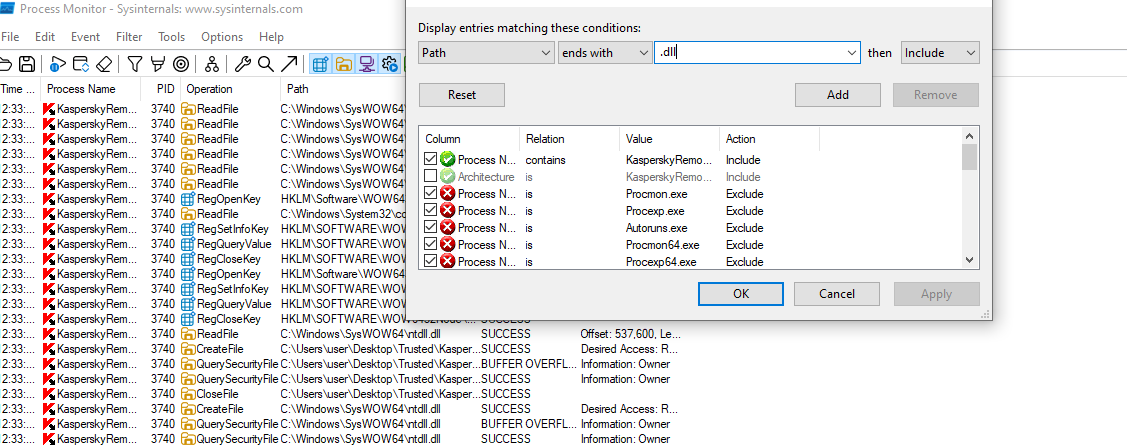 Process Monitor - Sysinternals: www.sysinternals.com
File Edit Event Filter Tools Options Help
Display entries matching these conditions:
Path ends with .dll then Include
Reset Add Remove
Column Relation Value Action
Process N... contains KasperskyRemo... Include
Architecture is KasperskyRemo... Include
Process N... is Procmon.exe Exclude
Process N... is Procexp.exe Exclude
Process N... is Autoruns.exe Exclude
Process N... is Procmon64.exe Exclude
Process N... is Procexp64.exe Exclude
OK Cancel Apply
Time ... Process Name PID Operation Path
2:33:... KasperskyRem... 3740 ReadFile C:\Windows\SysWOW64\
2:33:... KasperskyRem... 3740 ReadFile C:\Windows\SysWOW64\
2:33:... KasperskyRem... 3740 ReadFile C:\Windows\SysWOW64\
2:33:... KasperskyRem... 3740 ReadFile C:\Windows\SysWOW64\
2:33:... KasperskyRem... 3740 ReadFile C:\Windows\SysWOW64\
2:33:... KasperskyRem... 3740 ReadFile C:\Windows\SysWOW64\
2:33:... KasperskyRem... 3740 RegOpenKey HKLM\Software\WOW64
2:33:... KasperskyRem... 3740 ReadFile C:\Windows\System32\co
2:33:... KasperskyRem... 3740 RegSetInfoKey HKLM\SOFTWARE\WOW
2:33:... KasperskyRem... 3740 RegQueryValue HKLM\SOFTWARE\WOW
2:33:... KasperskyRem... 3740 RegCloseKey HKLM\SOFTWARE\WOW
2:33:... KasperskyRem... 3740 RegOpenKey HKLM\Software\WOW64
2:33:... KasperskyRem... 3740 RegSetInfoKey HKLM\SOFTWARE\WOW
2:33:... KasperskyRem... 3740 RegQueryValue HKLM\SOFTWARE\WOW
2:33:... KasperskyRem... 3740 RegCloseKey
2:33:... KasperskyRem... 3740 ReadFile C:\Windows\SysWOW64\ntdll.dll SUCCESS Offset: 537,600, Le...
2:33:... KasperskyRem... 3740 CreateFile C:\Users\user\Desktop\Trusted\Kasper... SUCCESS Desired Access: R...
2:33:... KasperskyRem... 3740 QuerySecurityFile C:\Users\user\Desktop\Trusted\Kasper... BUFFER OVERFL... Information: Owner
2:33:... KasperskyRem... 3740 QuerySecurityFile C:\Users\user\Desktop\Trusted\Kasper... SUCCESS Information: Owner
2:33:... KasperskyRem... 3740 CloseFile C:\Users\user\Desktop\Trusted\Kasper... SUCCESS
2:33:... KasperskyRem... 3740 CreateFile C:\Windows\SysWOW64\ntdll.dll SUCCESS Desired Access: R...
2:33:... KasperskyRem... 3740 QuerySecurityFile C:\Windows\SysWOW64\ntdll.dll BUFFER OVERFL... Information: Owner
2:33:... KasperskyRem... 3740 QuerySecurityFile C:\Windows\SysWOW64\ntdll.dll SUCCESS Information: Owner